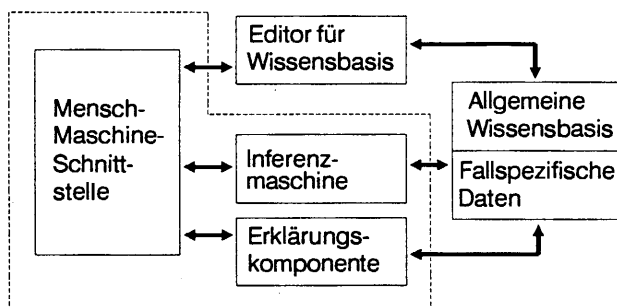 Editor für
Wissensbasis
Mensch-
Maschine-
Schnitt-
stelle
Allgemeine
Wissensbasis
Inferenz-
maschine
Fallspezifische
Daten
Erklärungs-
komponente